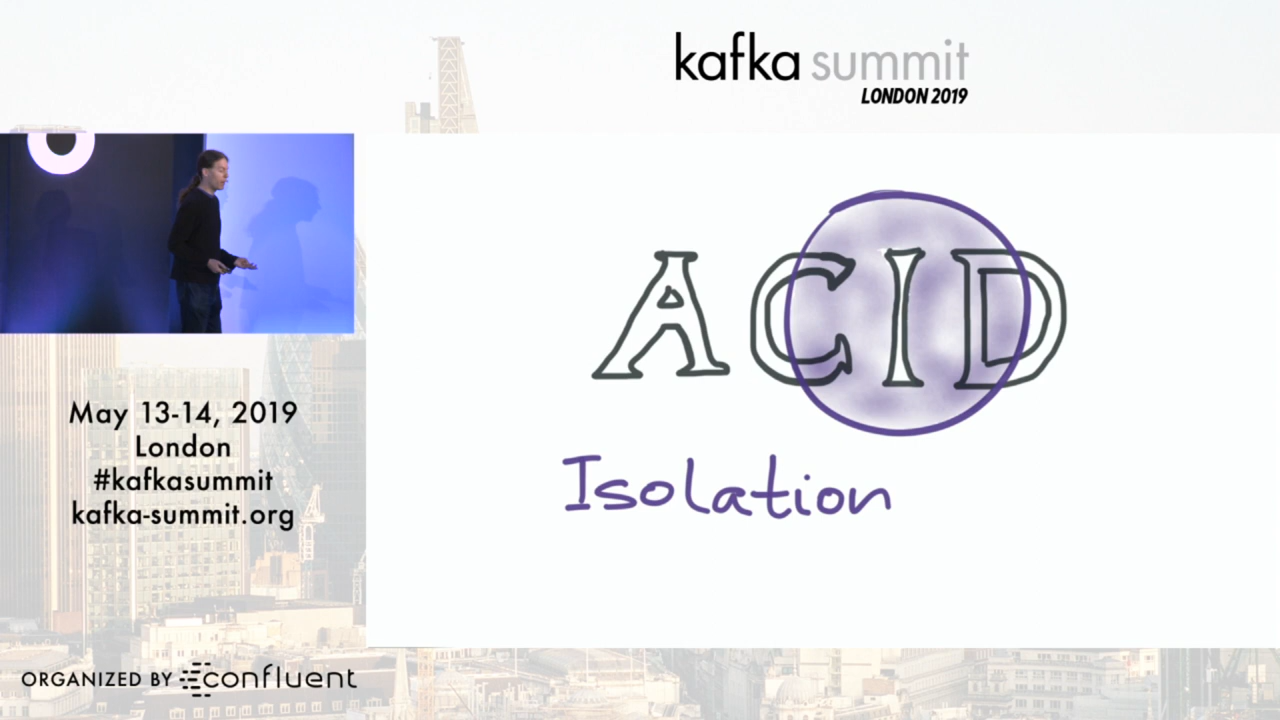 kafka summit
LONDON 2019
ACID
Isolation
May 13-14, 2019
London
#kafkasummit
kafka-summit.org
ORGANIZED BY confluent